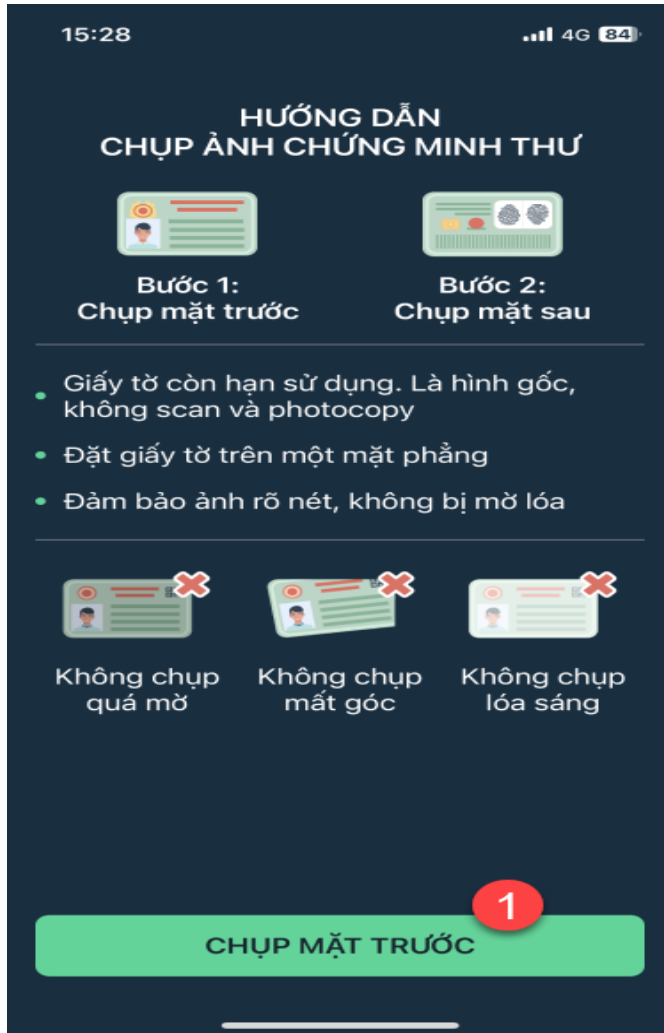 15:28
4G 84
HƯỚNG DẪN
CHỤP ẢNH CHỨNG MINH THƯ
Bước 1:
Chụp mặt trước
Bước 2:
Chụp mặt sau
Giấy tờ còn hạn sử dụng. Là hình gốc,
không scan và photocopy
Đặt giấy tờ trên một mặt phẳng
Đảm bảo ảnh rõ nét, không bị mờ lóa
Không chụp
quá mờ
Không chụp
mất góc
Không chụp
lóa sáng
1
CHỤP MẶT TRƯỚC